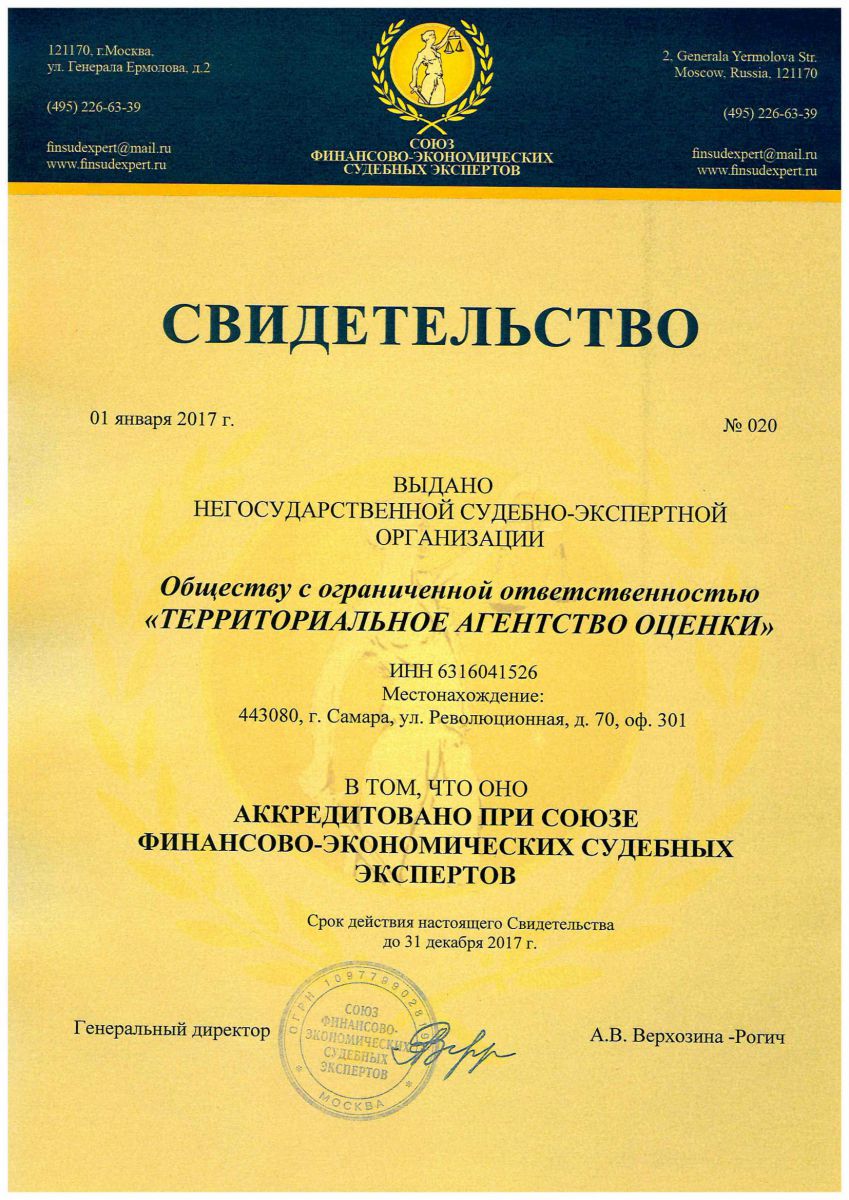 121170, г.Москва,
ул. Генерала Ермолова, д.2
(495) 226-63-39
finsudexpert@mail.ru
www.finsudexpert.ru
СОЮЗ
ФИНАНСОВО-ЭКОНОМИЧЕСКИХ
СУДЕБНЫХ ЭКСПЕРТОВ
2, Generala Yermolova Str.
Moscow, Russia, 121170
(495) 226-63-39
finsudexpert@mail.ru
www.finsudexpert.ru
СВИДЕТЕЛЬСТВО
01 января 2017 г.
№ 020
ВЫДАНО
НЕГОСУДАРСТВЕННОЙ СУДЕБНО-ЭКСПЕРТНОЙ
ОРГАНИЗАЦИИ
Обществу с ограниченной ответственностью
«ТЕРРИТОРИАЛЬНОЕ АГЕНТСТВО ОЦЕНКИ»
ИНН 6316041526
Местонахождение:
443080, г. Самара, ул. Революционная, д. 70, оф. 301
В ТОМ, ЧТО ОНО
АККРЕДИТОВАНО ПРИ СОЮЗЕ
ФИНАНСОВО-ЭКОНОМИЧЕСКИХ СУДЕБНЫХ
ЭКСПЕРТОВ
Срок действия настоящего Свидетельства
до 31 декабря 2017 г.
Генеральный директор
ОГРН
СОЮЗ
ФИНАНСОВО-
ЭКОНОМИЧЕСКИХ
СУДЕБНЫХ
ЭКСПЕРТОВ
* МОСКВА *
А.В. Верхозина -Рогич